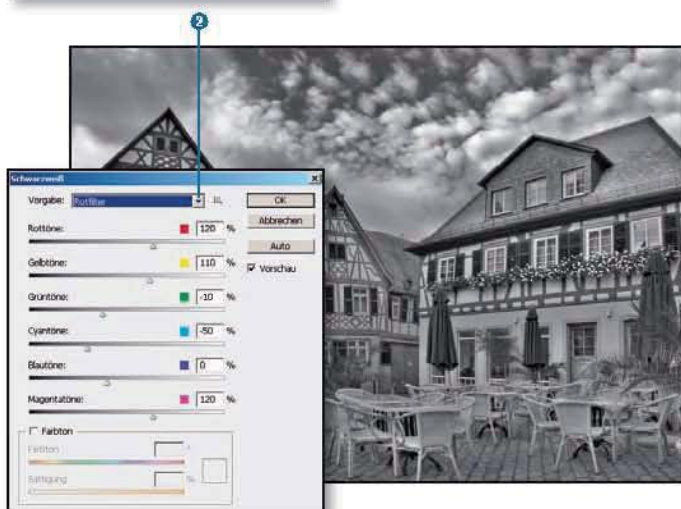 2
Schwarzweiß
Vorgabe: Rotfilter
OK
Abbrechen
Auto
Vorschau
Rottöne: 120 %
Gelbtöne: 110 %
Grüntöne: -10 %
Cyantöne: -50 %
Blautöne: 0 %
Magentatöne: 120 %
Farbton
Farbton °
Sättigung %